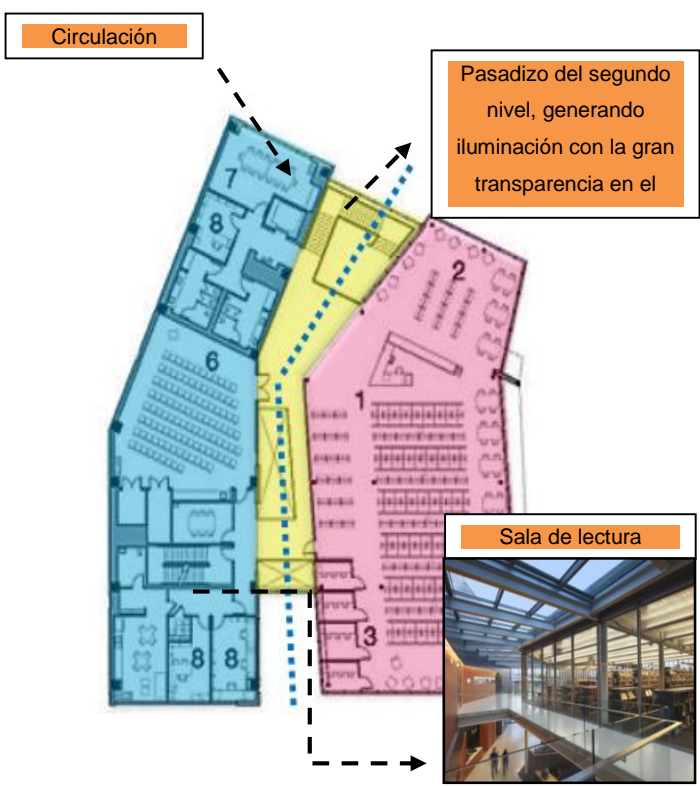 Circulación
Pasadizo del segundo
nivel, generando
iluminación con la gran
transparencia en el
7
8
2
6
1
Sala de lectura
3
8
8